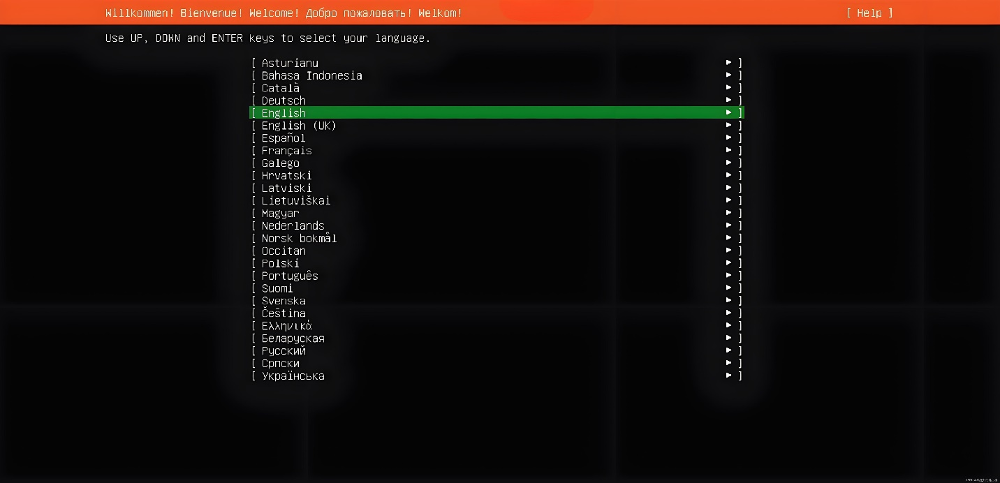 Willkommen! Bienvenue! Welcome! Добро пожаловать! Welkom! [ Help ]
Use UP, DOWN and ENTER keys to select your language.
[ Asturianu ► ]
[ Bahasa Indonesia ► ]
[ Català ► ]
[ Deutsch ► ]
[ English ► ]
[ English (UK) ► ]
[ Español ► ]
[ Français ► ]
[ Galego ► ]
[ Hrvatski ► ]
[ Latviski ► ]
[ Lietuviškai ► ]
[ Magyar ► ]
[ Nederlands ► ]
[ Norsk bokmål ► ]
[ Occitan ► ]
[ Polski ► ]
[ Português ► ]
[ Suomi ► ]
[ Svenska ► ]
[ Čeština ► ]
[ Ελληνικά ► ]
[ Беларуская ► ]
[ Русский ► ]
[ Српски ► ]
[ Українська ► ]